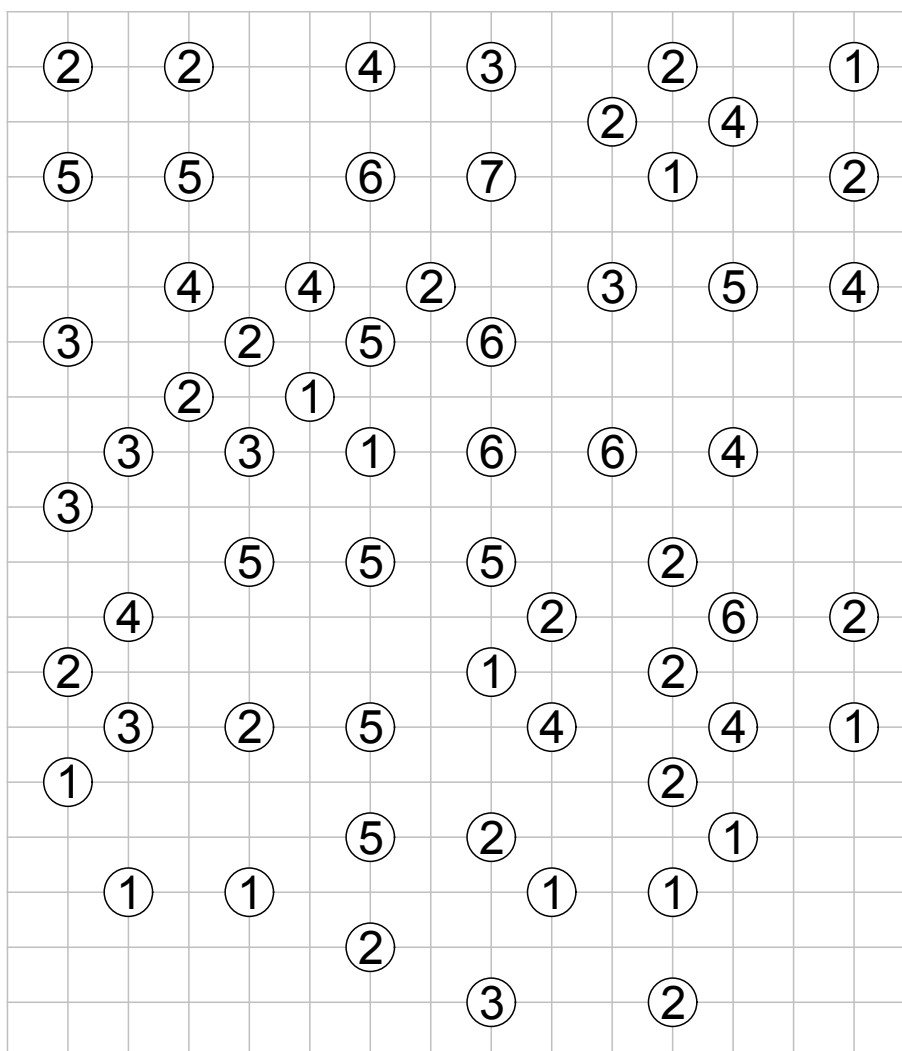 2 2 4 3 2 1
2 4
5 5 6 7 1 2
4 4 2 3 5 4
3 2 5 6
2 1
3 3 1 6 6 4
3
5 5 5 2
4 2 6 2
2 1 2
3 2 5 4 4 1
1 2
5 2 1
1 1 1 1
2
3 2